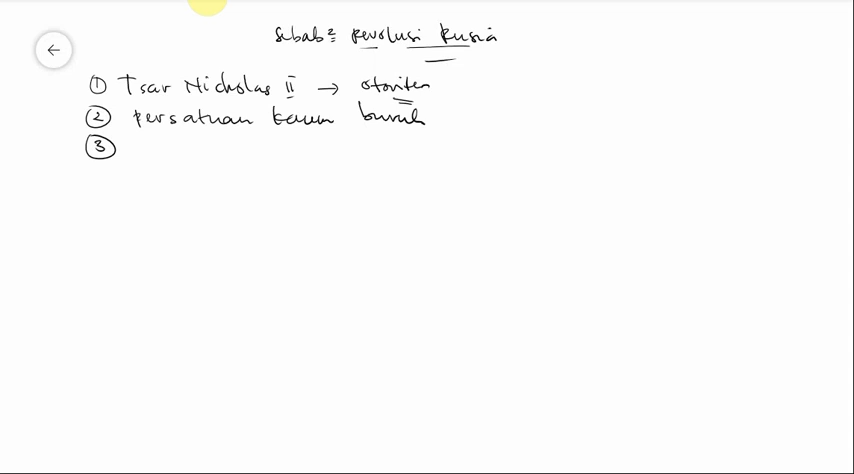 Sebab² Revolusi Rusia
① Tsar Nicholas II → otoriter
② Persatuan kaum buruh
③